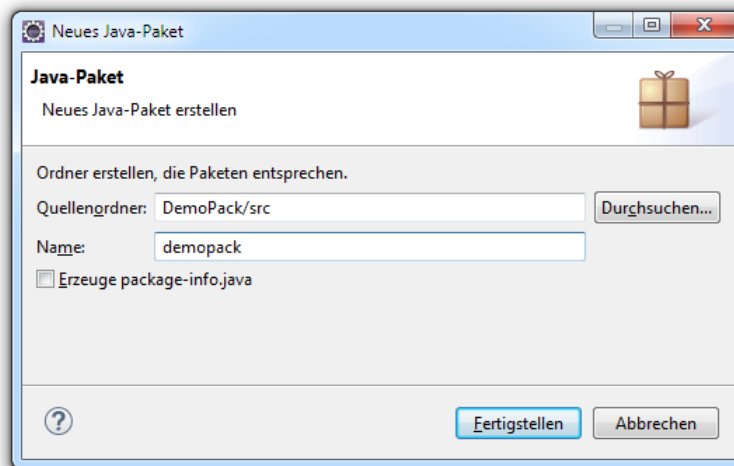 Neues Java-Paket
Java-Paket
Neues Java-Paket erstellen
Ordner erstellen, die Paketen entsprechen.
Quellenordner: DemoPack/src Durchsuchen...
Name: demopack
Erzeuge package-info.java
? Fertigstellen Abbrechen